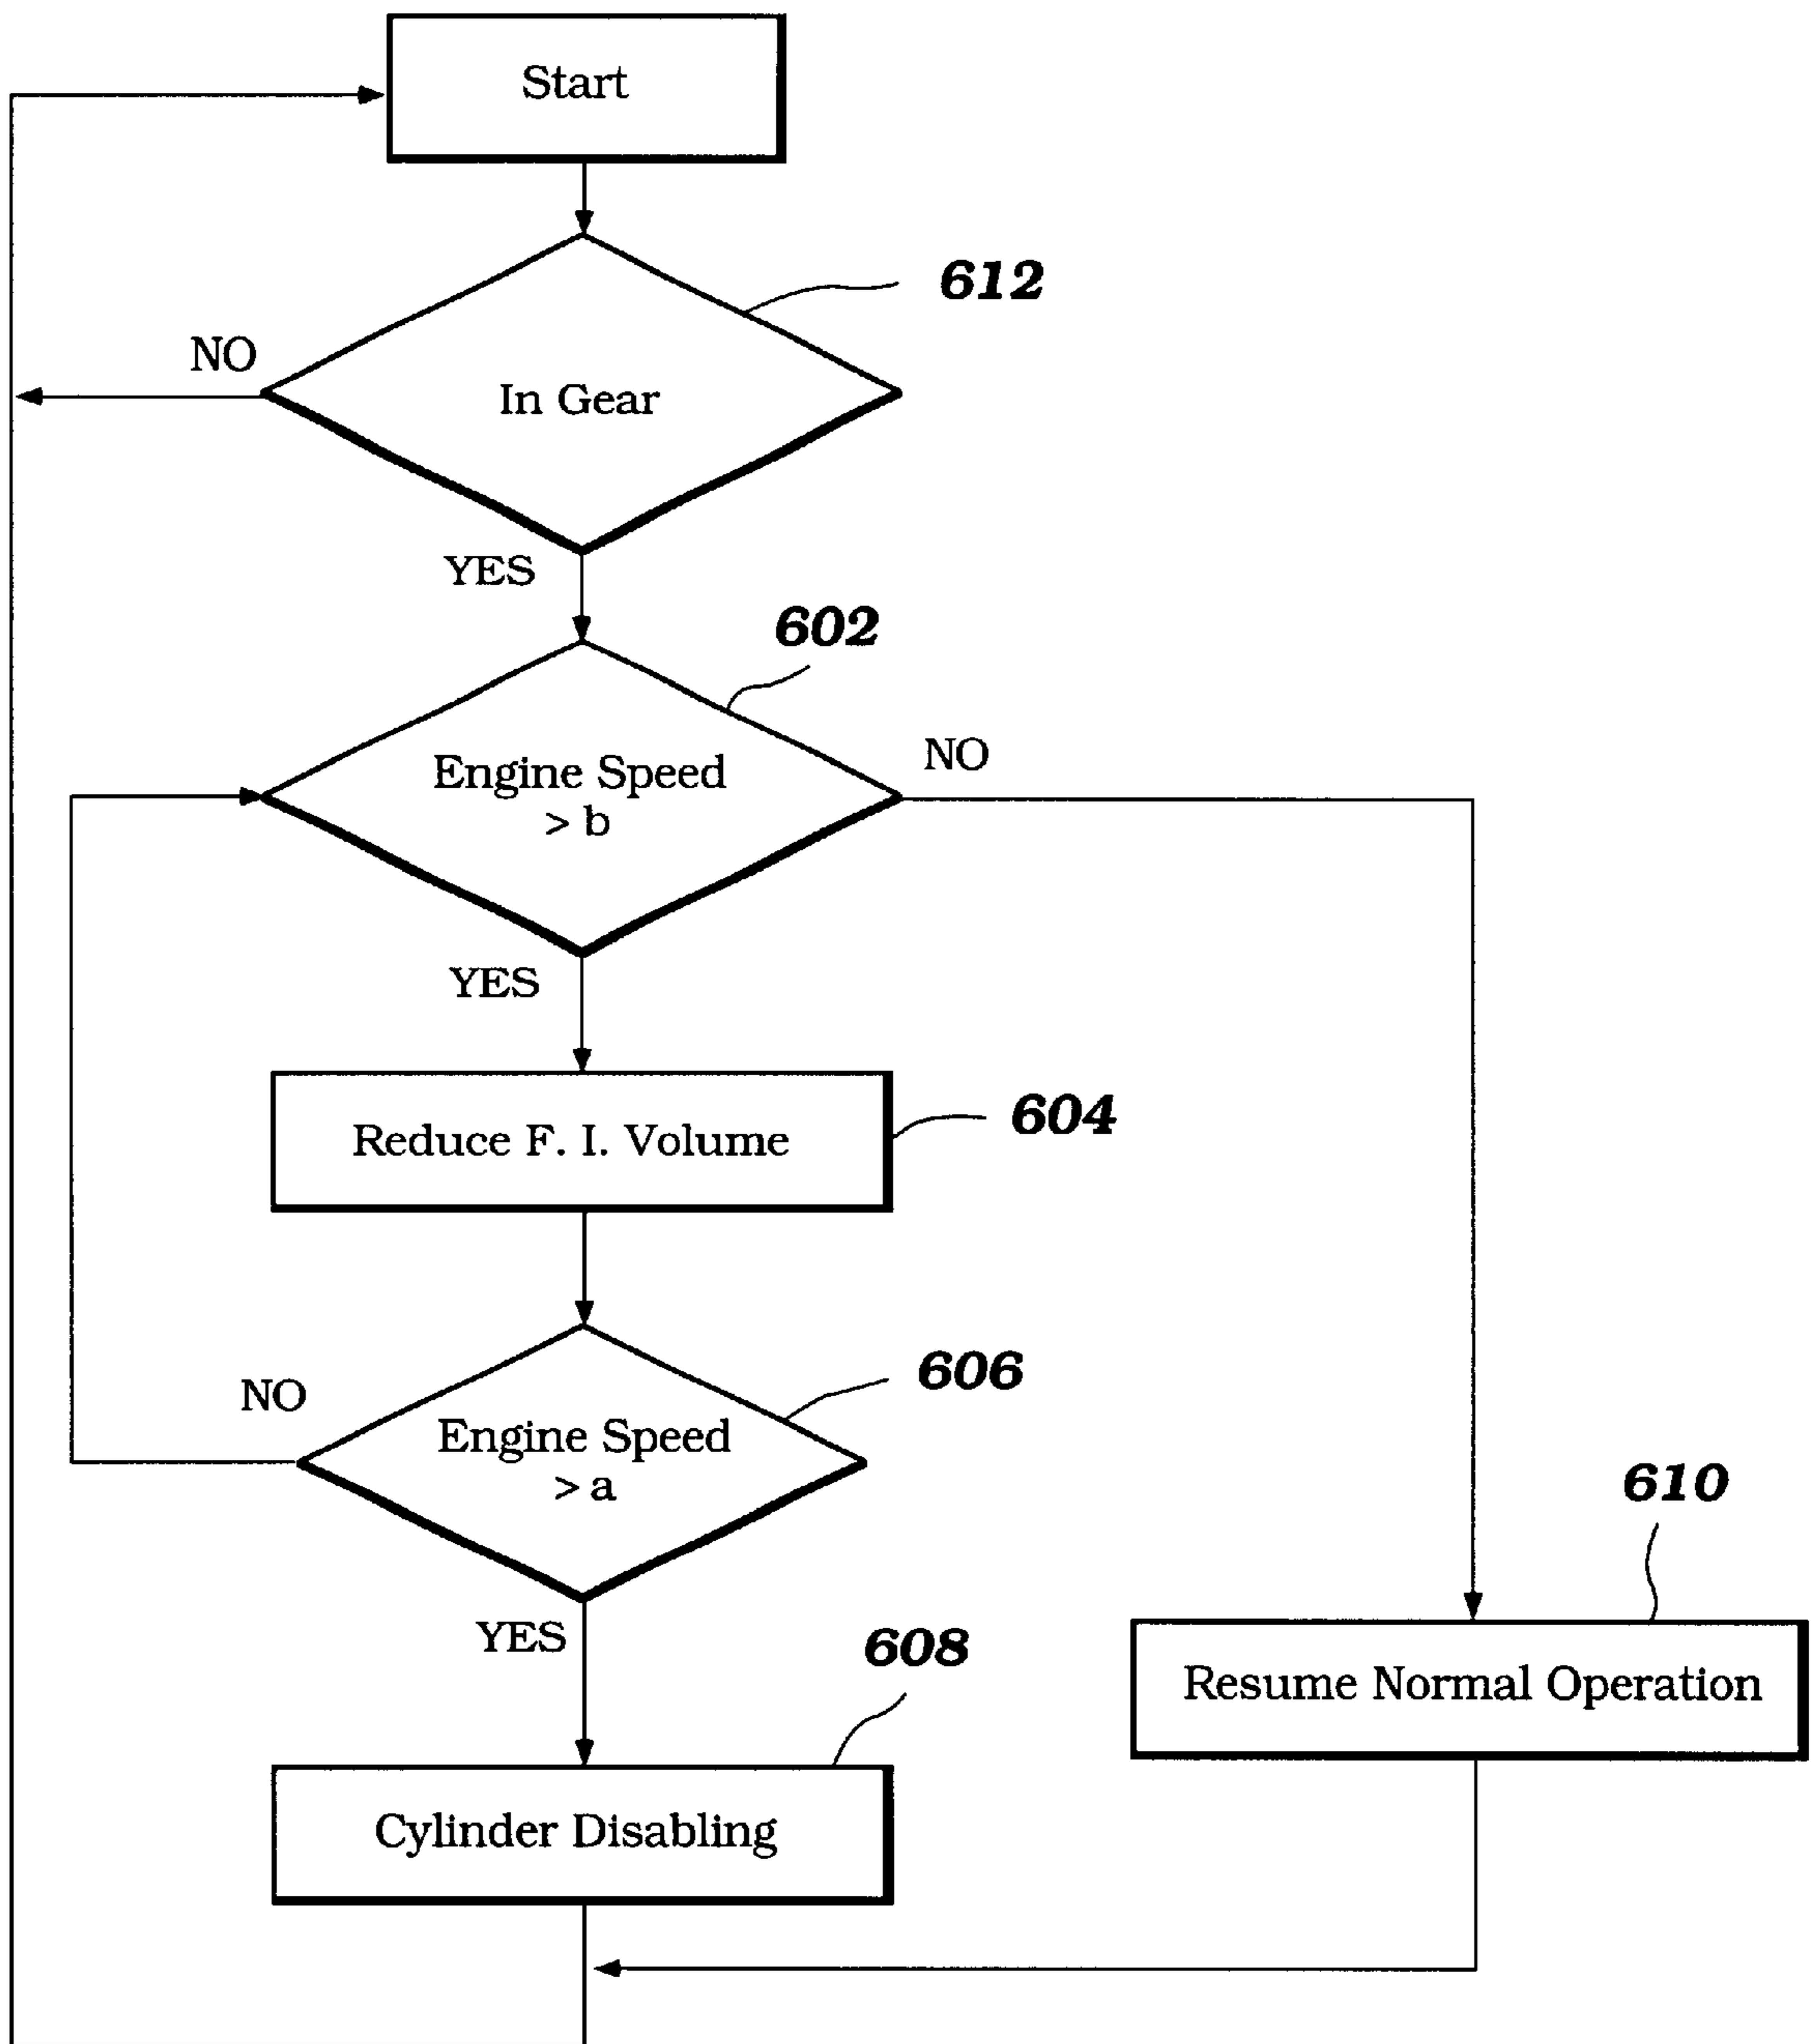 Start
612
NO
In Gear
YES
602
Engine Speed
> b
NO
YES
Reduce F. I. Volume
604
606
NO
Engine Speed
> a
YES
608
610
Resume Normal Operation
Cylinder Disabling